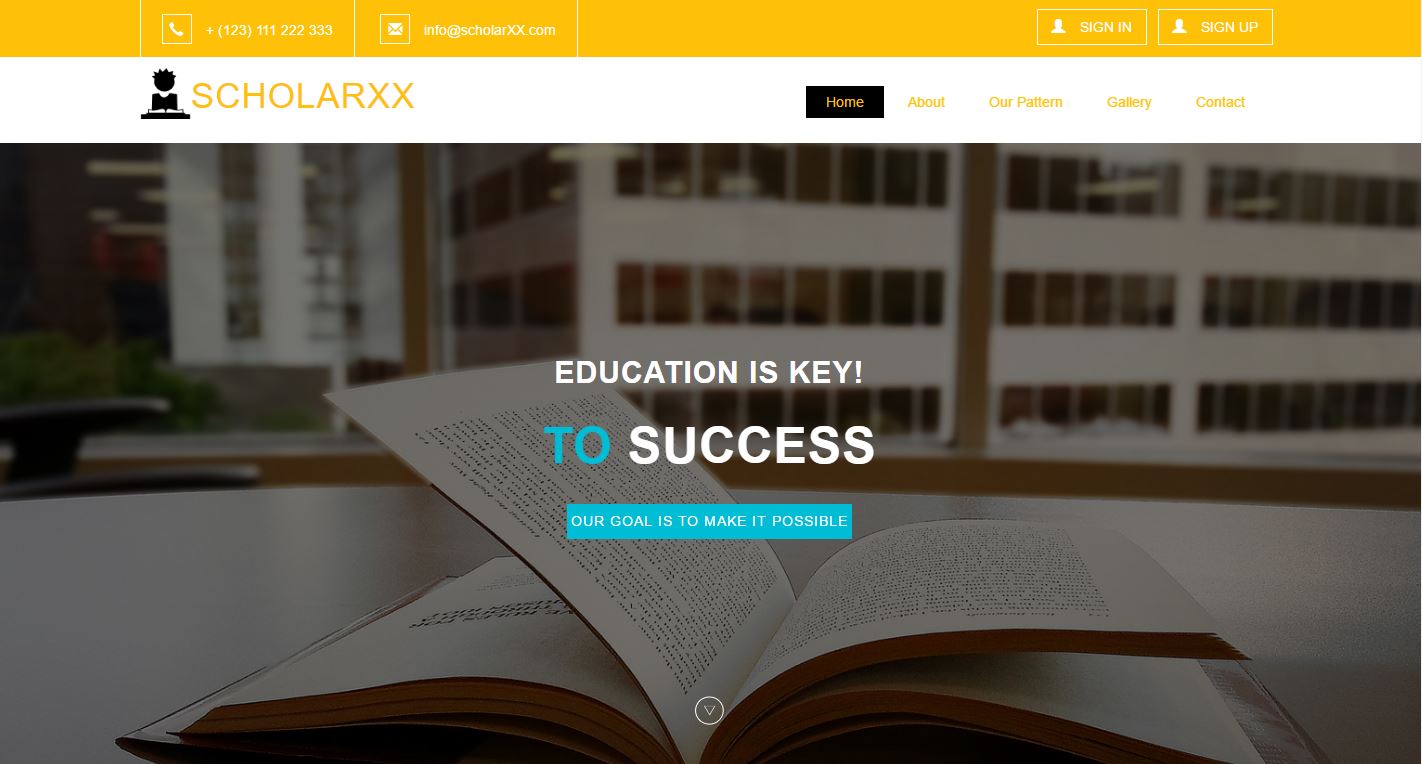 + (123) 111 222 333
info@scholarXX.com
SIGN IN
SIGN UP
SCHOLARXX
Home
About
Our Pattern
Gallery
Contact
EDUCATION IS KEY!
TO SUCCESS
OUR GOAL IS TO MAKE IT POSSIBLE